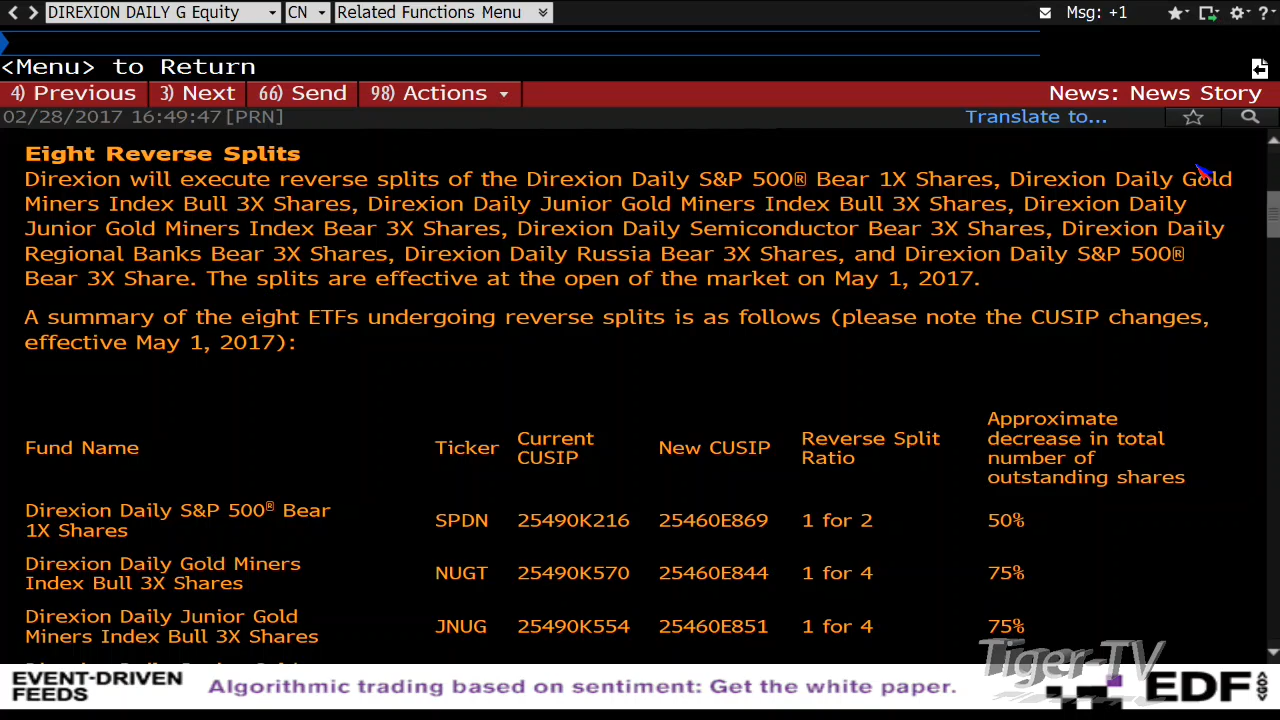 DIREXION DAILY G Equity CN Related Functions Menu Msg: +1
<Menu> to Return
4) Previous 3) Next 66) Send 98) Actions News: News Story
02/28/2017 16:49:47[PRN] Translate to...
Eight Reverse Splits
Direxion will execute reverse splits of the Direxion Daily S&P 500® Bear 1X Shares, Direxion Daily Gold
Miners Index Bull 3X Shares, Direxion Daily Junior Gold Miners Index Bull 3X Shares, Direxion Daily
Junior Gold Miners Index Bear 3X Shares, Direxion Daily Semiconductor Bear 3X Shares, Direxion Daily
Regional Banks Bear 3X Shares, Direxion Daily Russia Bear 3X Shares, and Direxion Daily S&P 500®
Bear 3X Share. The splits are effective at the open of the market on May 1, 2017.
A summary of the eight ETFs undergoing reverse splits is as follows (please note the CUSIP changes,
effective May 1, 2017):
Fund Name
Ticker
Current
CUSIP
New CUSIP
Reverse Split
Ratio
Approximate
decrease in total
number of
outstanding shares
Direxion Daily S&P 500® Bear
1X Shares
SPDN 25490K216 25460E869 1 for 2 50%
Direxion Daily Gold Miners
Index Bull 3X Shares
NUGT 25490K570 25460E844 1 for 4 75%
Direxion Daily Junior Gold
Miners Index Bull 3X Shares
JNUG 25490K554 25460E851 1 for 4 75%
Tiger-TV
EVENT-DRIVEN
FEEDS
Algorithmic trading based on sentiment: Get the white paper.
EDF